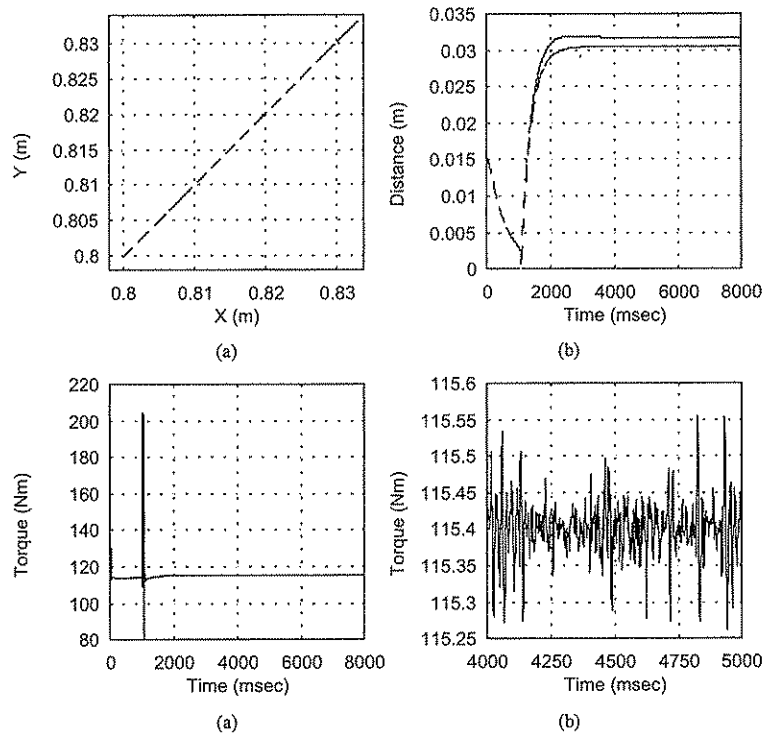 0.83
0.825
0.82
0.815
0.81
0.805
0.8
Y (m)
0.8 0.81 0.82 0.83
X (m)
(a)
0.035
0.03
0.025
0.02
0.015
0.01
0.005
0
Distance (m)
0 2000 4000 6000 8000
Time (msec)
(b)
220
200
180
160
140
120
100
80
Torque (Nm)
0 2000 4000 6000 8000
Time (msec)
(a)
115.6
115.55
115.5
115.45
115.4
115.35
115.3
115.25
Torque (Nm)
4000 4250 4500 4750 5000
Time (msec)
(b)